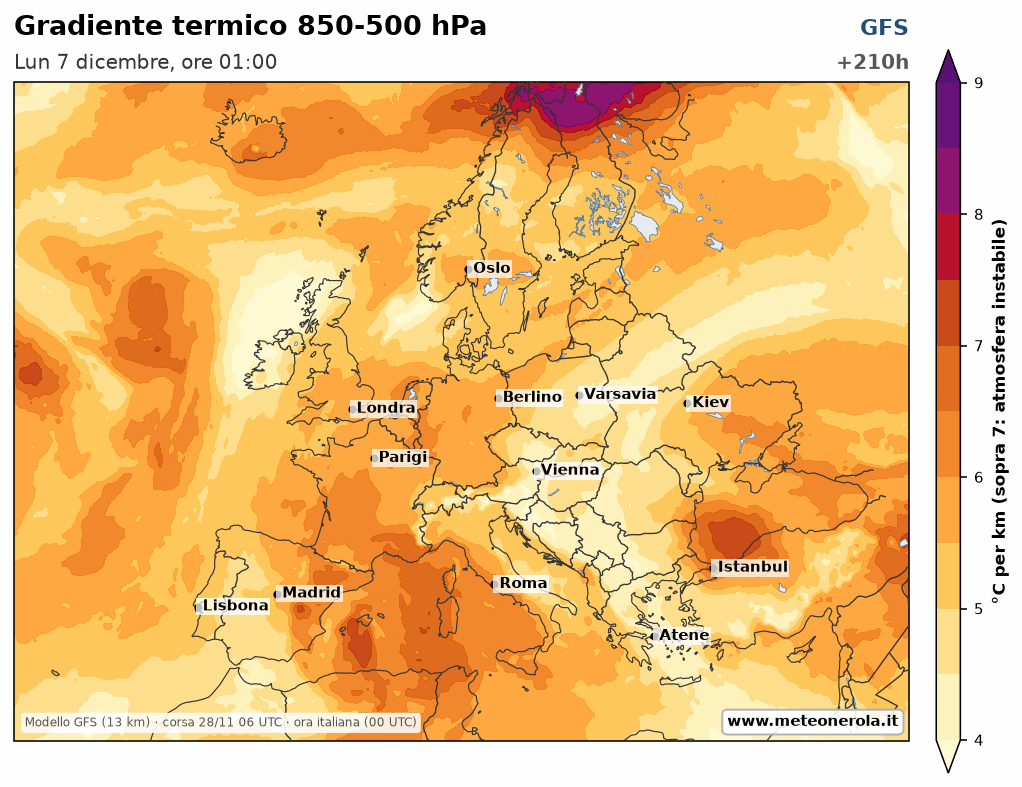 Gradiente termico 850-500 hPa
GFS
Lun 7 dicembre, ore 01:00
+210h
9
8
7
6
5
4
°C per km (sopra 7: atmosfera instabile)
Oslo
Londra
Berlino
Varsavia
Kiev
Parigi
Vienna
Istanbul
Roma
Madrid
Lisbona
Atene
Modello GFS (13 km) · corsa 28/11 06 UTC · ora italiana (00 UTC)
www.meteonerola.it